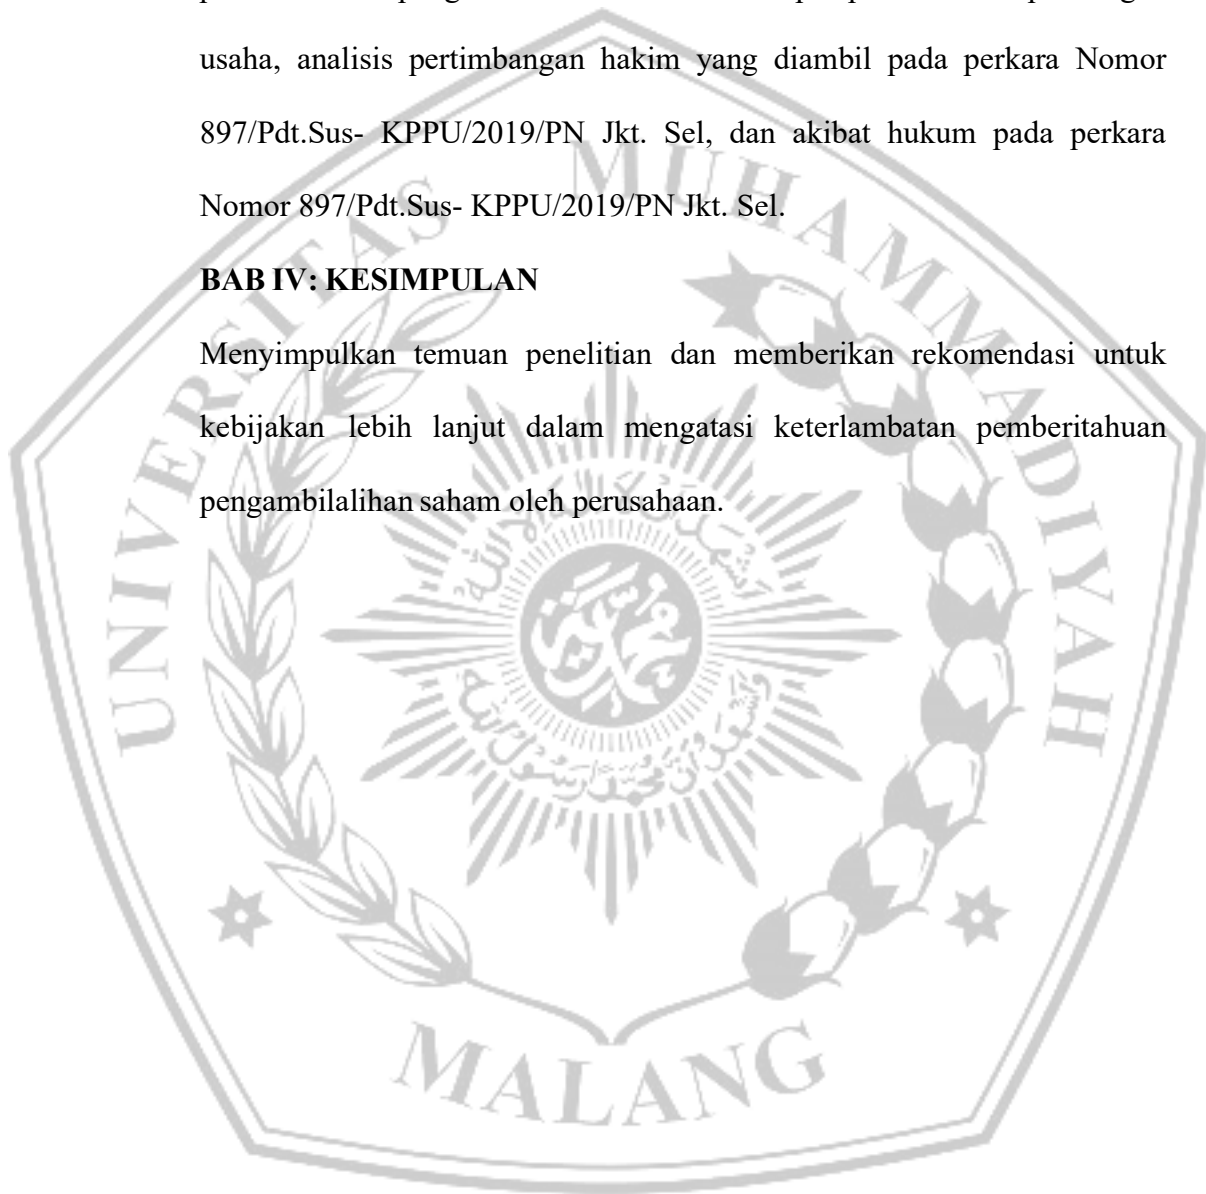 usaha, analisis pertimbangan hakim yang diambil pada perkara Nomor
897/Pdt.Sus- KPPU/2019/PN Jkt. Sel, dan akibat hukum pada perkara
Nomor 897/Pdt.Sus- KPPU/2019/PN Jkt. Sel.
BAB IV: KESIMPULAN
Menyimpulkan temuan penelitian dan memberikan rekomendasi untuk
kebijakan lebih lanjut dalam mengatasi keterlambatan pemberitahuan
pengambilalihan saham oleh perusahaan.
UNIVERSITAS MUHAMMADIYAH
MALANG